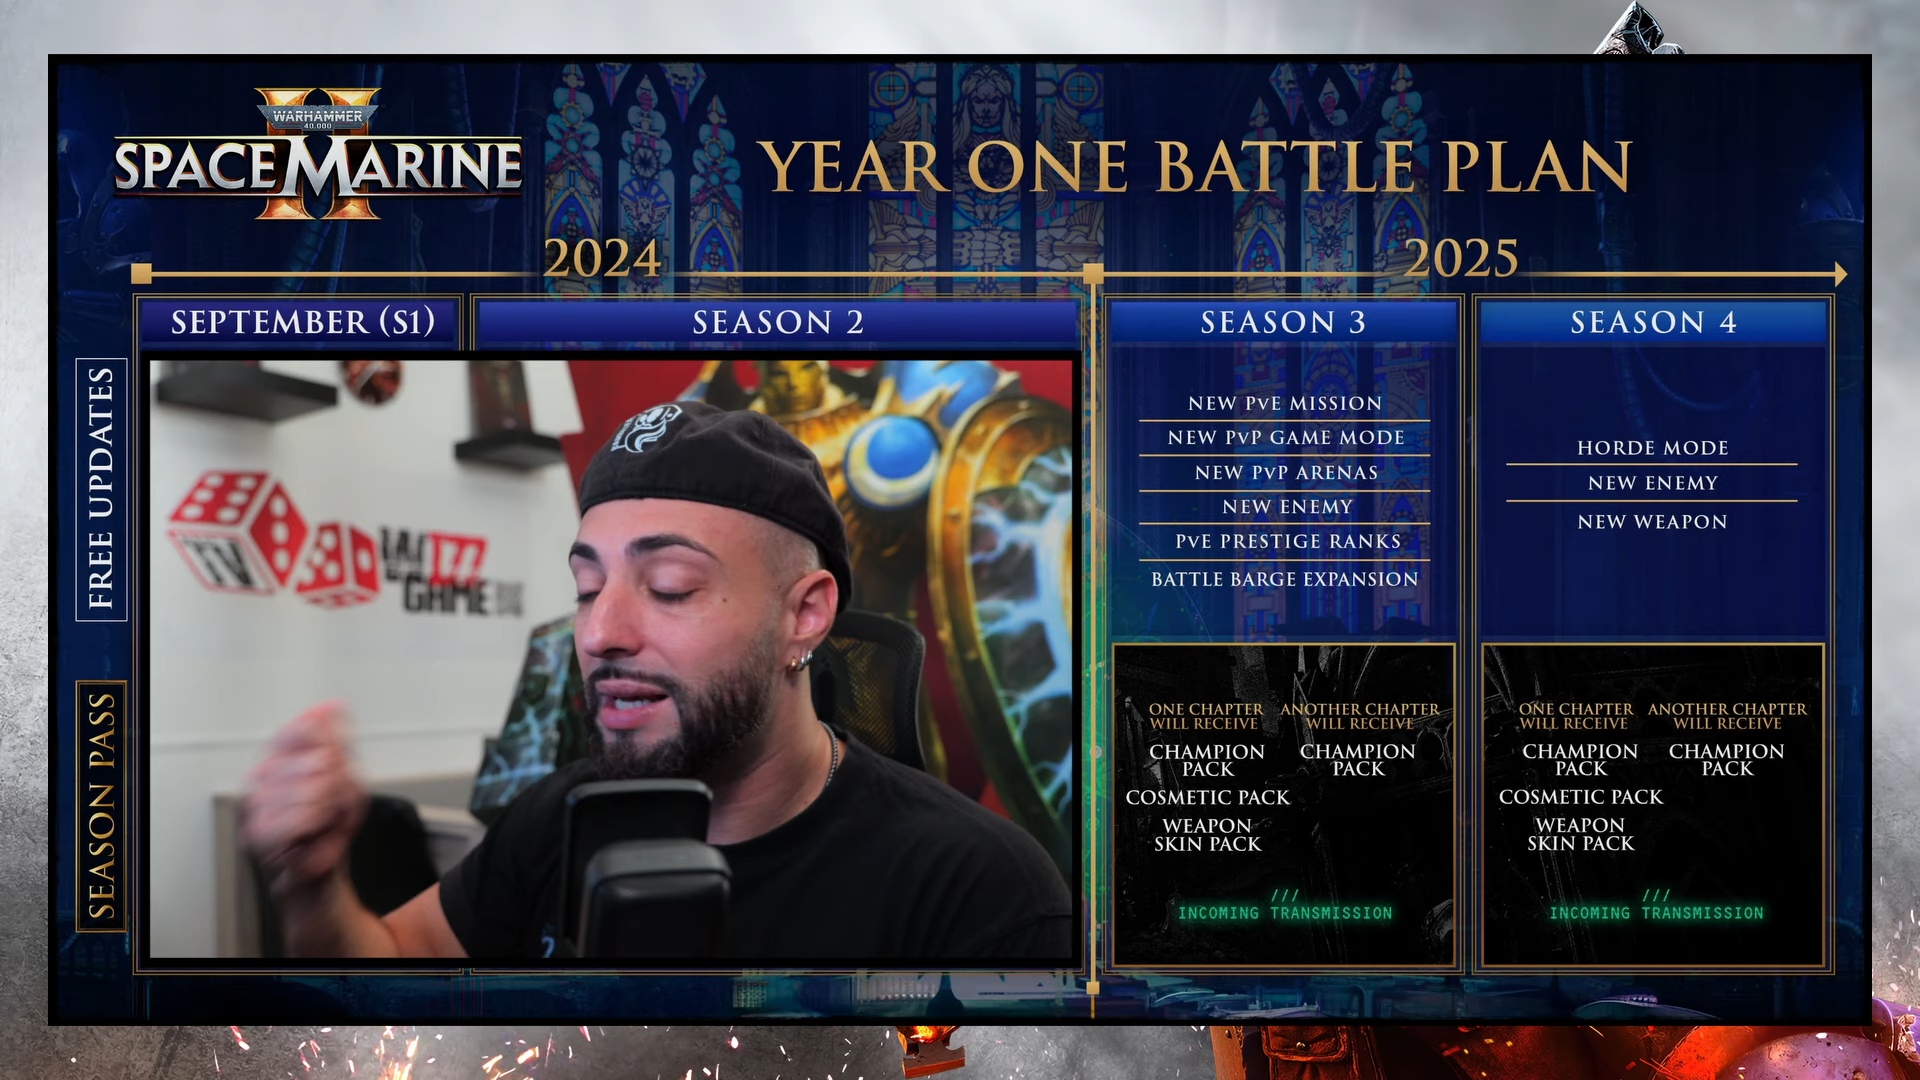 WARHAMMER
40,000
SPACE MARINE
II
YEAR ONE BATTLE PLAN
2024
2025
SEPTEMBER (S1)
SEASON 2
SEASON 3
SEASON 4
FREE UPDATES
SEASON PASS
TV
GAME
NEW PvE MISSION
NEW PvP GAME MODE
NEW PvP ARENAS
NEW ENEMY
PvE PRESTIGE RANKS
BATTLE BARGE EXPANSION
HORDE MODE
NEW ENEMY
NEW WEAPON
ONE CHAPTER
WILL RECEIVE
CHAMPION
PACK
COSMETIC PACK
WEAPON
SKIN PACK
ANOTHER CHAPTER
WILL RECEIVE
CHAMPION
PACK
///
INCOMING TRANSMISSION
ONE CHAPTER
WILL RECEIVE
CHAMPION
PACK
COSMETIC PACK
WEAPON
SKIN PACK
ANOTHER CHAPTER
WILL RECEIVE
CHAMPION
PACK
///
INCOMING TRANSMISSION